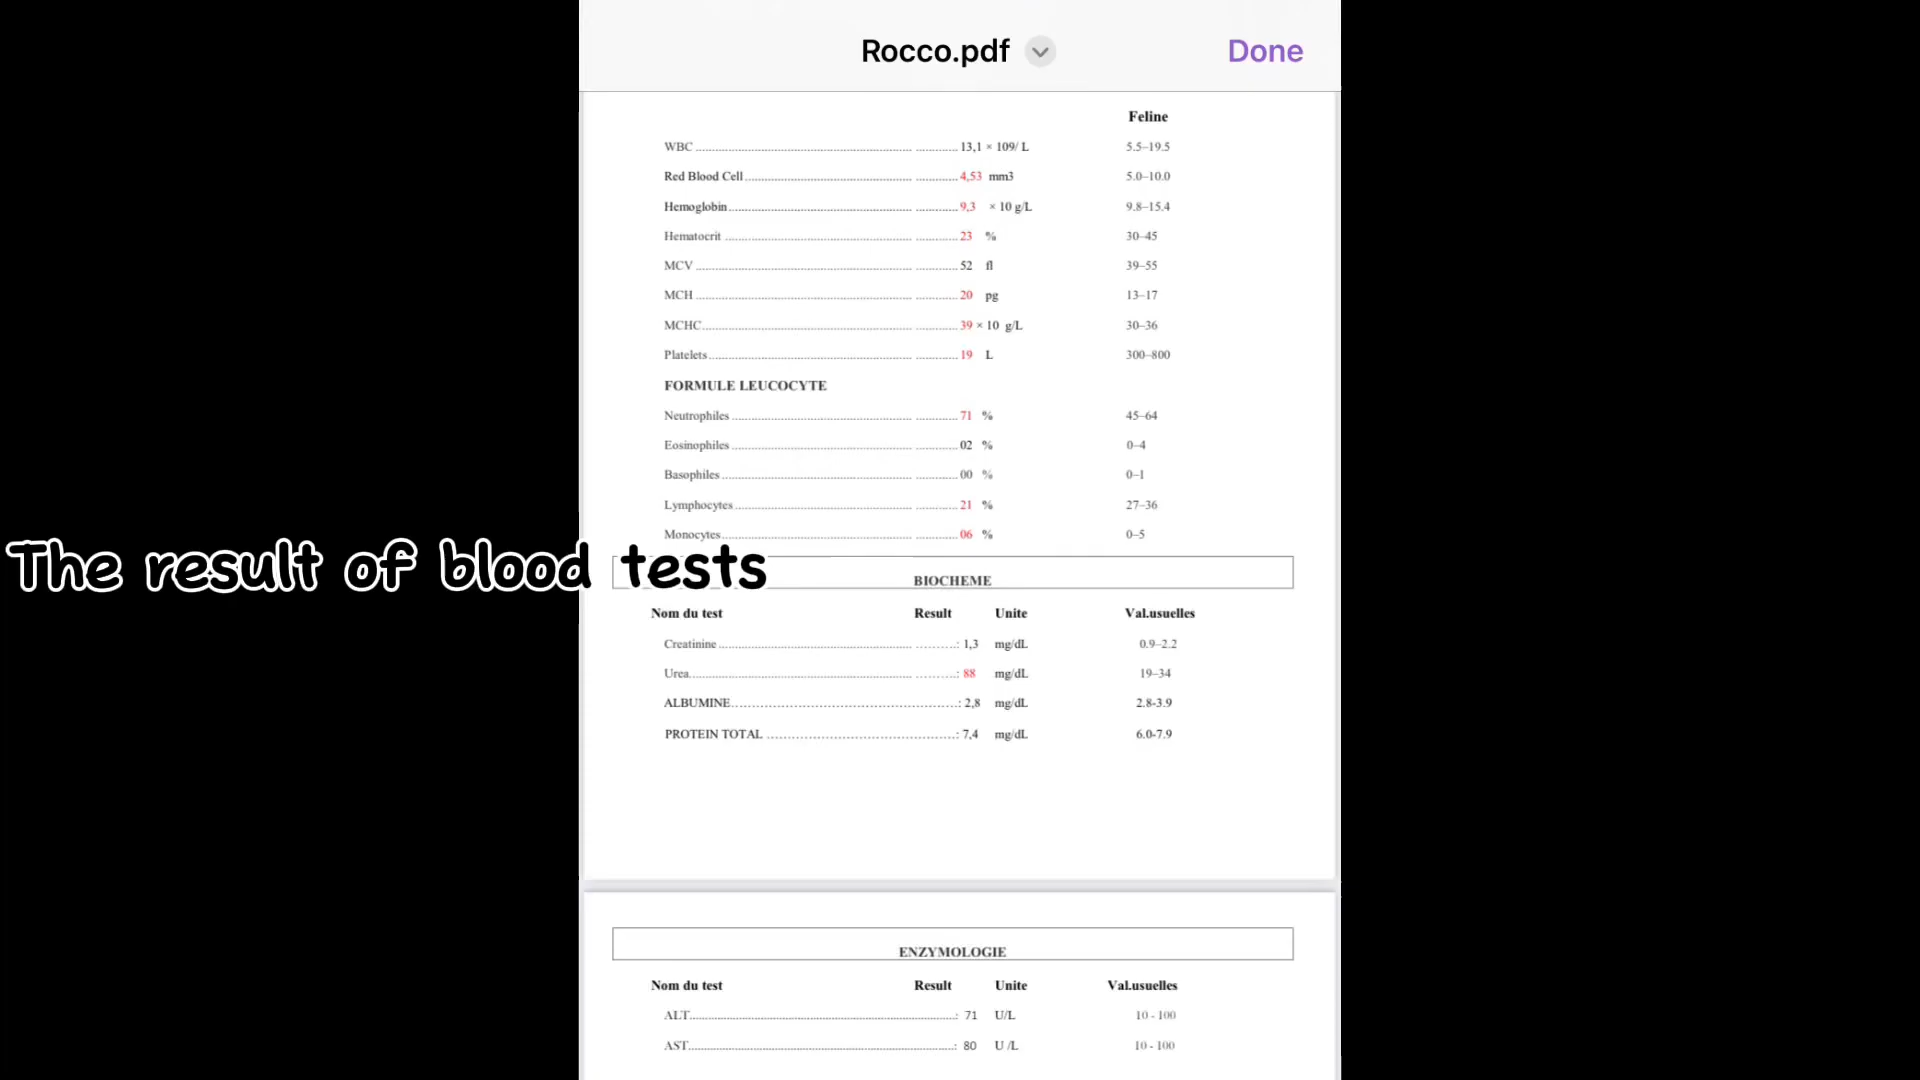 Rocco.pdf
Done
Feline
WBC 13,1 × 109/ L 5.5–19.5
Red Blood Cell 4,53 mm3 5.0–10.0
Hemoglobin 9,3 × 10 g/L 9.8–15.4
Hematocrit 23 % 30–45
MCV 52 fl 39–55
MCH 20 pg 13–17
MCHC 39 × 10 g/L 30–36
Platelets 19 L 300–800
FORMULE LEUCOCYTE
Neutrophiles 71 % 45–64
Eosinophiles 02 % 0–4
Basophiles 00 % 0–1
Lymphocytes 21 % 27–36
Monocytes 06 % 0–5
The result of blood tests
BIOCHEME
Nom du test Result Unite Val.usuelles
Creatinine : 1,3 mg/dL 0.9–2.2
Urea : 88 mg/dL 19–34
ALBUMINE : 2,8 mg/dL 2.8-3.9
PROTEIN TOTAL : 7,4 mg/dL 6.0-7.9
ENZYMOLOGIE
Nom du test Result Unite Val.usuelles
ALT : 71 U/L 10 - 100
AST : 80 U /L 10 - 100